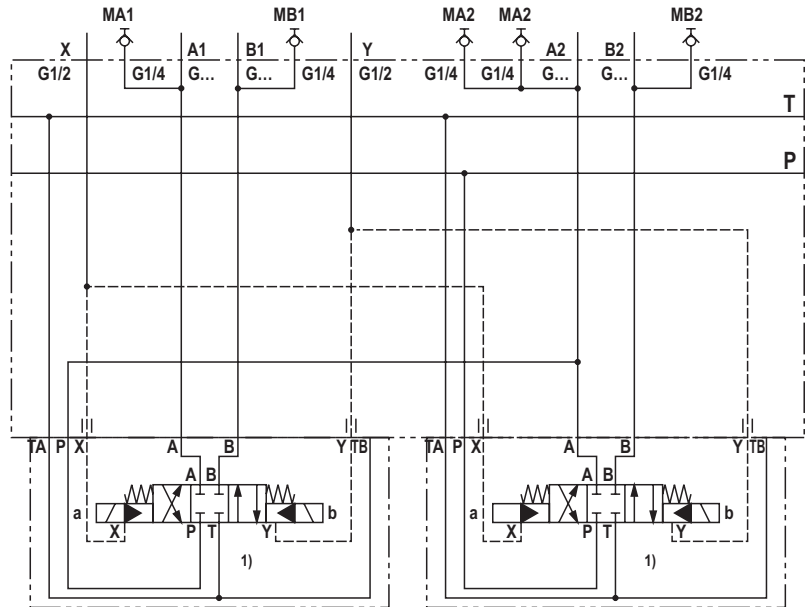 MA1 MB1 MA2 MA2 MB2
X A1 B1 Y A2 B2
G1/2 G1/4 G... G... G1/4 G1/2 G1/4 G1/4 G... G... G1/4
T
P
TA P X A B Y TB TA P X A B Y TB
A B A B
a b a b
X P T Y X P T Y
1) 1)